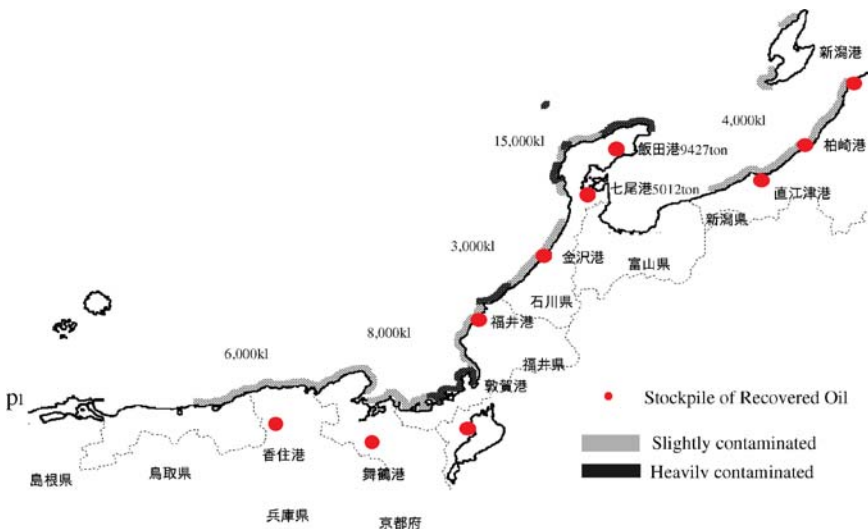 新潟港
4,000kl
15,000kl
柏崎港
飯田港9427ton
直江津港
七尾港5012ton
新潟県
3,000kl
金沢港
富山県
石川県
福井港
8,000kl
福井県
6,000kl
敦賀港
p1
Stockpile of Recovered Oil
香住港
舞鶴港
Slightly contaminated
島根県
鳥取県
Heavilv contaminated
兵庫県
京都府